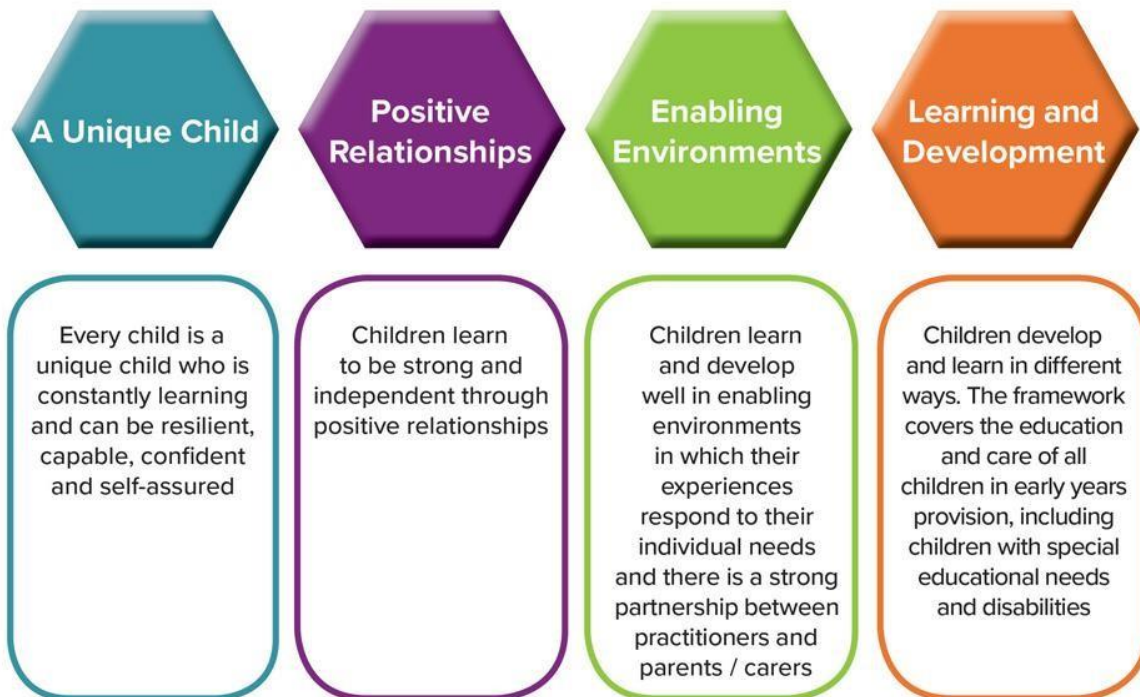 A Unique Child
Positive
Relationships
Enabling
Environments
Learning and
Development
Every child is a
unique child who is
constantly learning
and can be resilient,
capable, confident
and self-assured
Children learn
to be strong and
independent through
positive relationships
Children learn
and develop
well in enabling
environments
in which their
experiences
respond to their
individual needs
and there is a strong
partnership between
practitioners and
parents / carers
Children develop
and learn in different
ways. The framework
covers the education
and care of all
children in early years
provision, including
children with special
educational needs
and disabilities